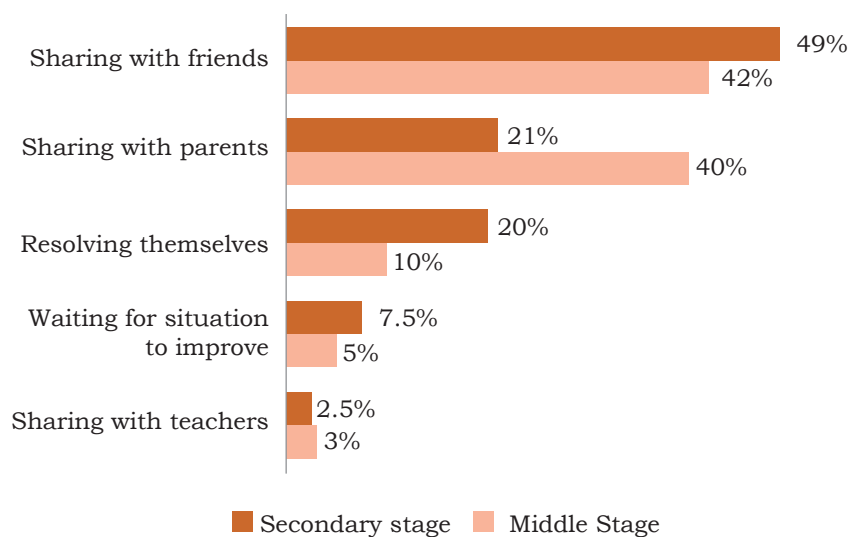 Sharing with friends
49%
42%
Sharing with parents
21%
40%
Resolving themselves
20%
10%
Waiting for situation
to improve
7.5%
5%
Sharing with teachers
2.5%
3%
Secondary stage
Middle Stage